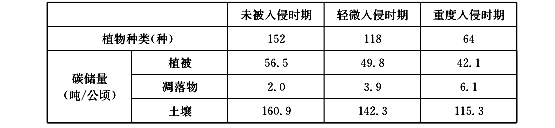 未被入侵时期 轻微入侵时期 重度入侵时期
植物种类(种) 152 118 64
碳储量(吨/公顷) 植被 56.5 49.8 42.1
凋落物 2.0 3.9 6.1
土壤 160.9 142.3 115.3